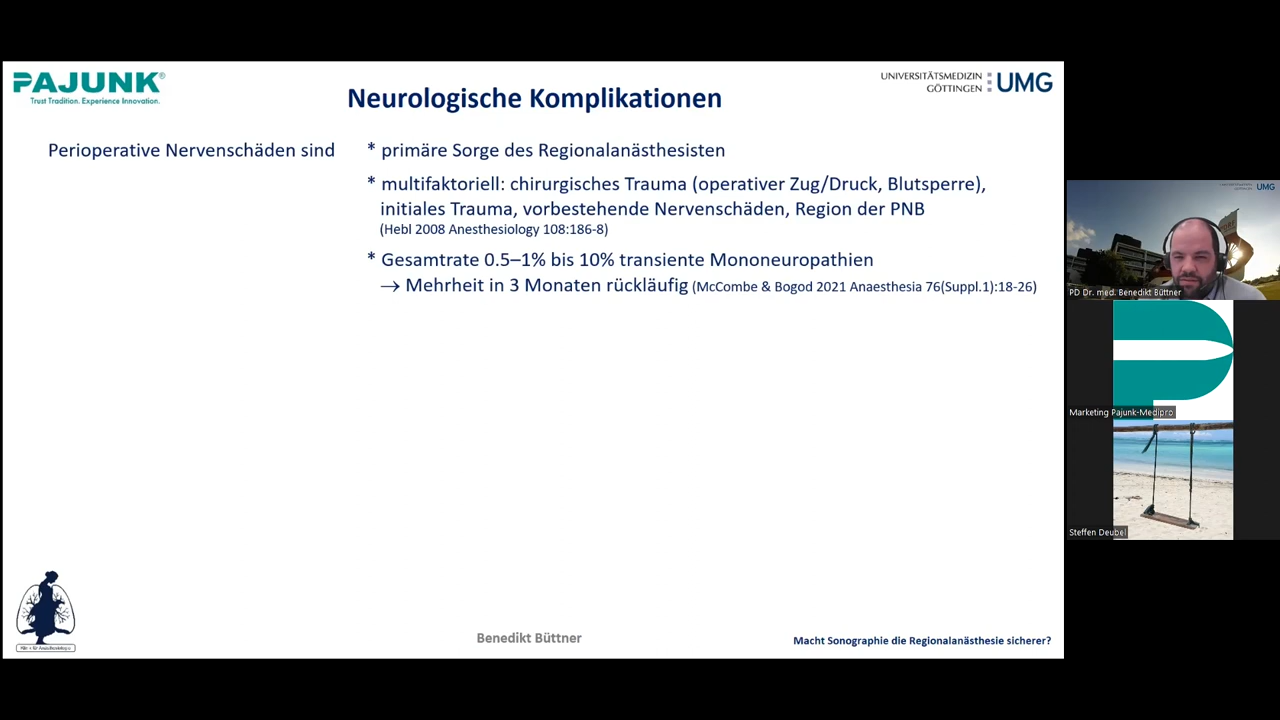 PAJUNK®
Trust Tradition. Experience Innovation.
UNIVERSITÄTSMEDIZIN
GÖTTINGEN
UMG
Neurologische Komplikationen
Perioperative Nervenschäden sind
* primäre Sorge des Regionalanästhesisten
* multifaktoriell: chirurgisches Trauma (operativer Zug/Druck, Blutsperre),
initiales Trauma, vorbestehende Nervenschäden, Region der PNB
(Hebl 2008 Anesthesiology 108:186-8)
* Gesamtrate 0.5–1% bis 10% transiente Mononeuropathien
→ Mehrheit in 3 Monaten rückläufig (McCombe & Bogod 2021 Anaesthesia 76(Suppl.1):18-26)
Benedikt Büttner
Macht Sonographie die Regionalanästhesie sicherer?
UMG
PD Dr. med. Benedikt Büttner
Marketing Pajunk-Medipro
Steffen Deubel